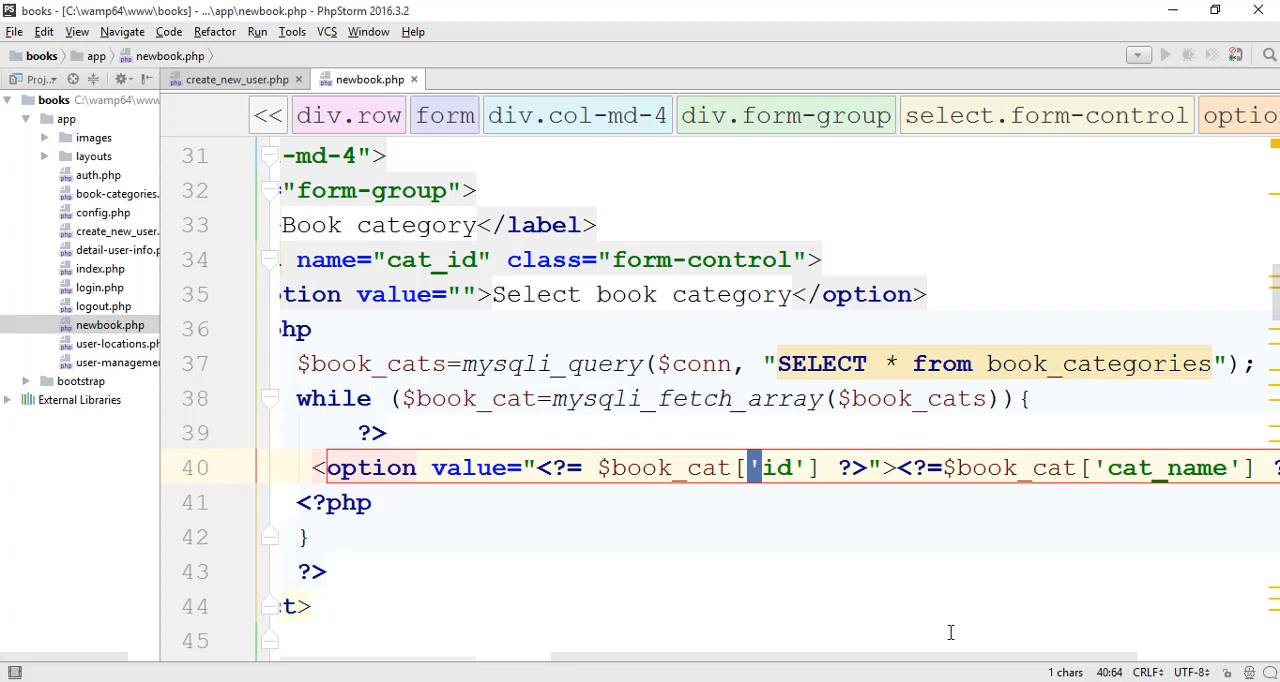 PS books - [C:\wamp64\www\books] - ...\app\newbook.php - PhpStorm 2016.3.2
File Edit View Navigate Code Refactor Run Tools VCS Window Help
books app newbook.php
Proj.. create_new_user.php newbook.php
<< div.row form div.col-md-4 div.form-group select.form-control optio
books C:\wamp64\www
app
images
layouts
auth.php
book-categories.
config.php
create_new_user.
detail-user-info.p
index.php
login.php
logout.php
newbook.php
user-locations.ph
user-manageme
bootstrap
External Libraries
31 -md-4">
32 "form-group">
33 Book category</label>
34 name="cat_id" class="form-control">
35 tion value="">Select book category</option>
36 hp
37 $book_cats=mysqli_query($conn, "SELECT * from book_categories");
38 while ($book_cat=mysqli_fetch_array($book_cats)){
39 ?>
40 <option value="<?= $book_cat['id'] ?>"><?=$book_cat['cat_name'] ?
41 <?php
42 }
43 ?>
44 t>
45
1 chars 40:64 CRLF UTF-8